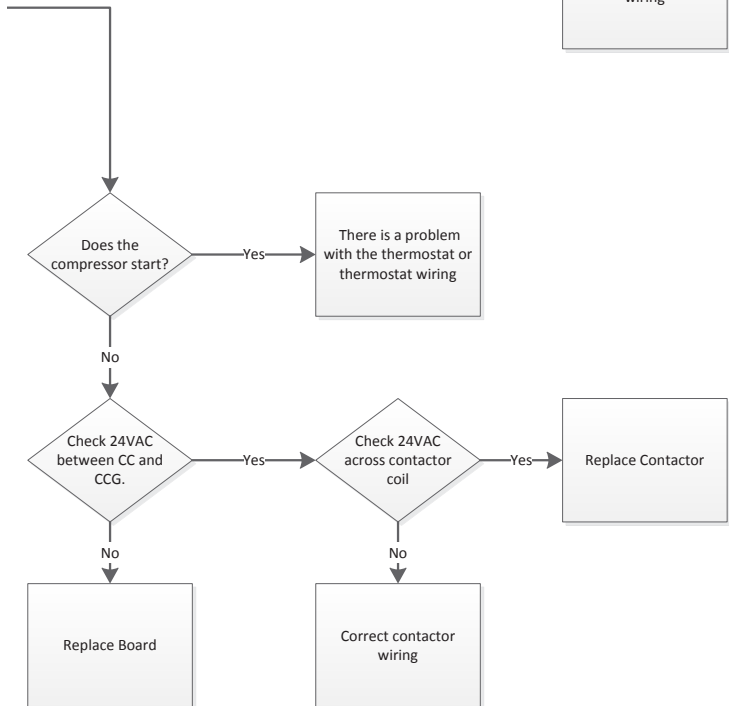 wiring
Does the
compressor start?
Yes
There is a problem
with the thermostat or
thermostat wiring
No
Check 24VAC
between CC and
CCG.
Yes
Check 24VAC
across contactor
coil
Yes
Replace Contactor
No
No
Replace Board
Correct contactor
wiring